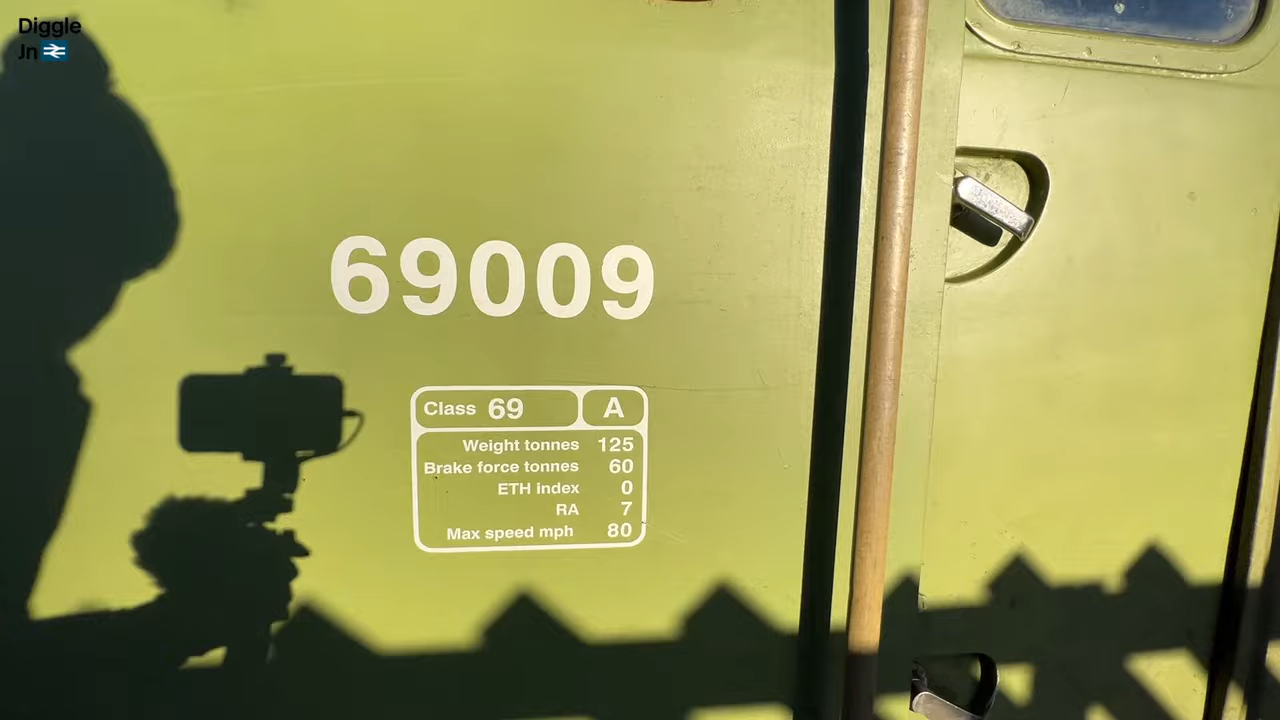 Diggle
Jn
69009
Class 69 A
Weight tonnes 125
Brake force tonnes 60
ETH index 0
RA 7
Max speed mph 80